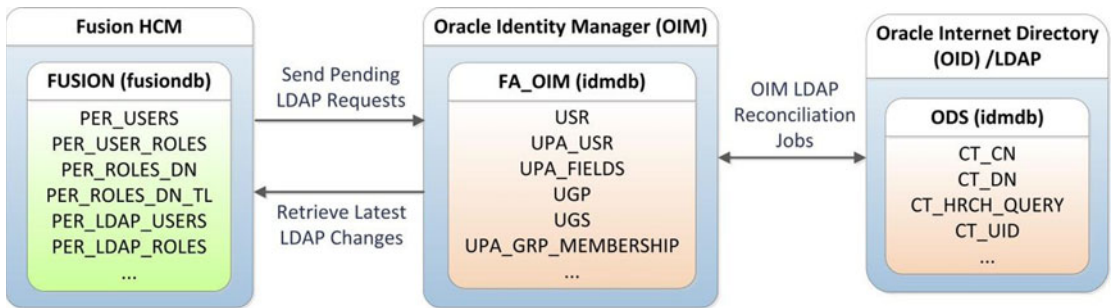 Fusion HCM
FUSION (fusiondb)
PER_USERS
PER_USER_ROLES
PER_ROLES_DN
PER_ROLES_DN_TL
PER_LDAP_USERS
PER_LDAP_ROLES
...
Send Pending
LDAP Requests
Retrieve Latest
LDAP Changes
Oracle Identity Manager (OIM)
FA_OIM (idmdb)
USR
UPA_USR
UPA_FIELDS
UGP
UGS
UPA_GRP_MEMBERSHIP
...
OIM LDAP
Reconciliation
Jobs
Oracle Internet Directory
(OID) /LDAP
ODS (idmdb)
CT_CN
CT_DN
CT_HRCH_QUERY
CT_UID
...